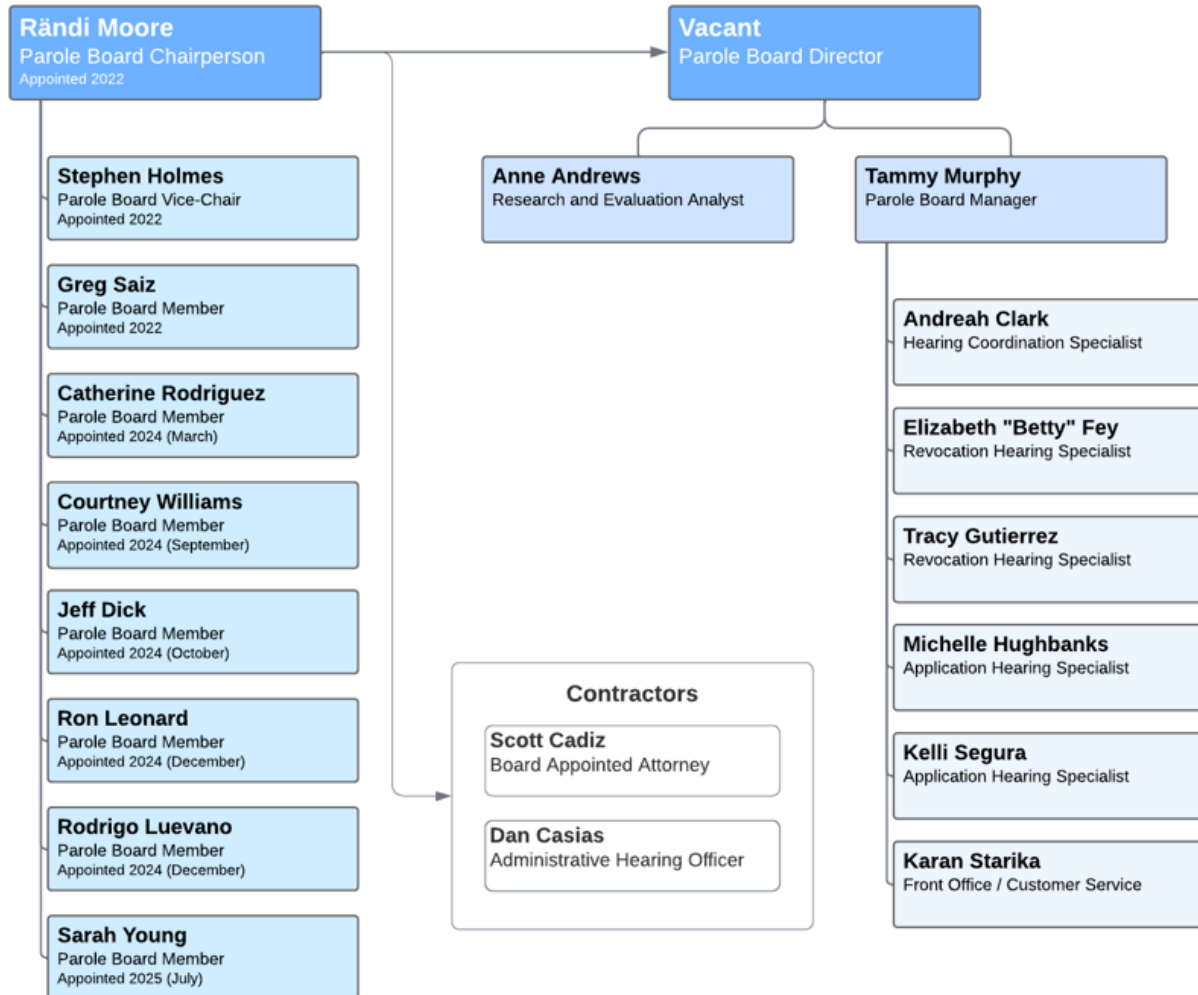 Rändi Moore
Parole Board Chairperson
Appointed 2022
Vacant
Parole Board Director
Stephen Holmes
Parole Board Vice-Chair
Appointed 2022
Greg Saiz
Parole Board Member
Appointed 2022
Catherine Rodriguez
Parole Board Member
Appointed 2024 (March)
Courtney Williams
Parole Board Member
Appointed 2024 (September)
Jeff Dick
Parole Board Member
Appointed 2024 (October)
Ron Leonard
Parole Board Member
Appointed 2024 (December)
Rodrigo Luevano
Parole Board Member
Appointed 2024 (December)
Sarah Young
Parole Board Member
Appointed 2025 (July)
Anne Andrews
Research and Evaluation Analyst
Tammy Murphy
Parole Board Manager
Andreah Clark
Hearing Coordination Specialist
Elizabeth "Betty" Fey
Revocation Hearing Specialist
Tracy Gutierrez
Revocation Hearing Specialist
Michelle Hughbanks
Application Hearing Specialist
Kelli Segura
Application Hearing Specialist
Karan Starika
Front Office / Customer Service
Contractors
Scott Cadiz
Board Appointed Attorney
Dan Casias
Administrative Hearing Officer